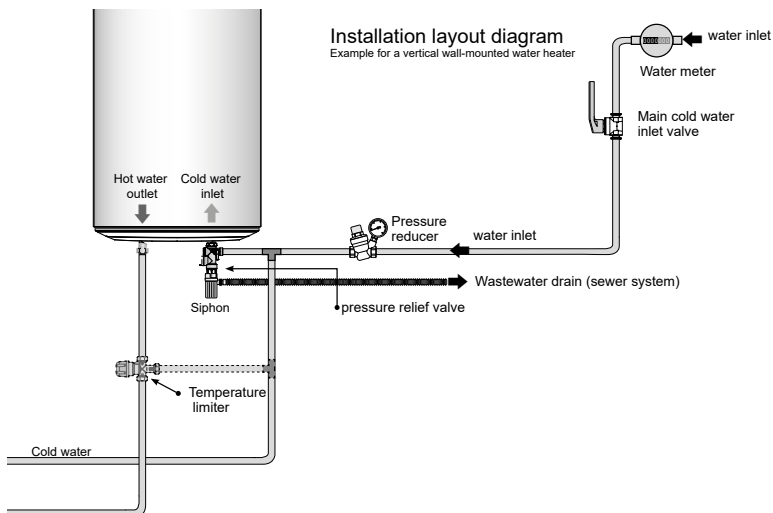 Installation layout diagram
Example for a vertical wall-mounted water heater
water inlet
Water meter
Main cold water
inlet valve
Hot water
outlet
Cold water
inlet
Pressure
reducer
water inlet
Wastewater drain (sewer system)
Siphon
pressure relief valve
Temperature
limiter
Cold water